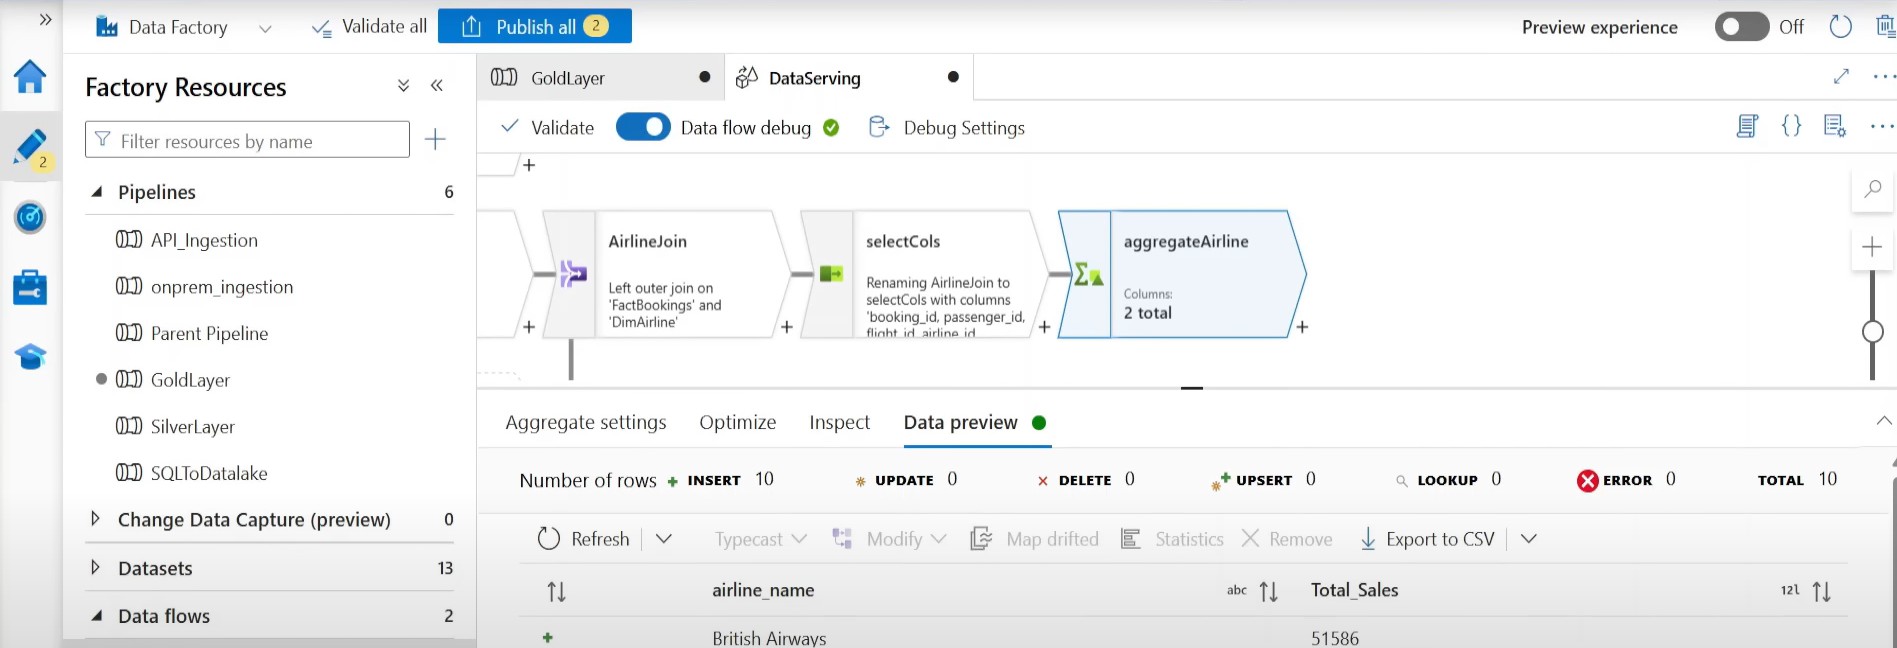 Data Factory
Validate all
Publish all 2
Preview experience
Off
2
Factory Resources
Filter resources by name
Pipelines 6
API_Ingestion
onprem_ingestion
Parent Pipeline
GoldLayer
SilverLayer
SQLToDatalake
Change Data Capture (preview) 0
Datasets 13
Data flows 2
GoldLayer
DataServing
Validate
Data flow debug
Debug Settings
AirlineJoin
Left outer join on
'FactBookings' and
'DimAirline'
selectCols
Renaming AirlineJoin to
selectCols with columns
'booking_id, passenger_id,
flight_id, airline_id,
aggregateAirline
Columns:
2 total
Aggregate settings
Optimize
Inspect
Data preview
Number of rows + INSERT 10 UPDATE 0 DELETE 0 UPSERT 0 LOOKUP 0 ERROR 0 TOTAL 10
Refresh
Typecast
Modify
Map drifted
Statistics
Remove
Export to CSV
airline_name abc Total_Sales 12l
+ British Airways 51586